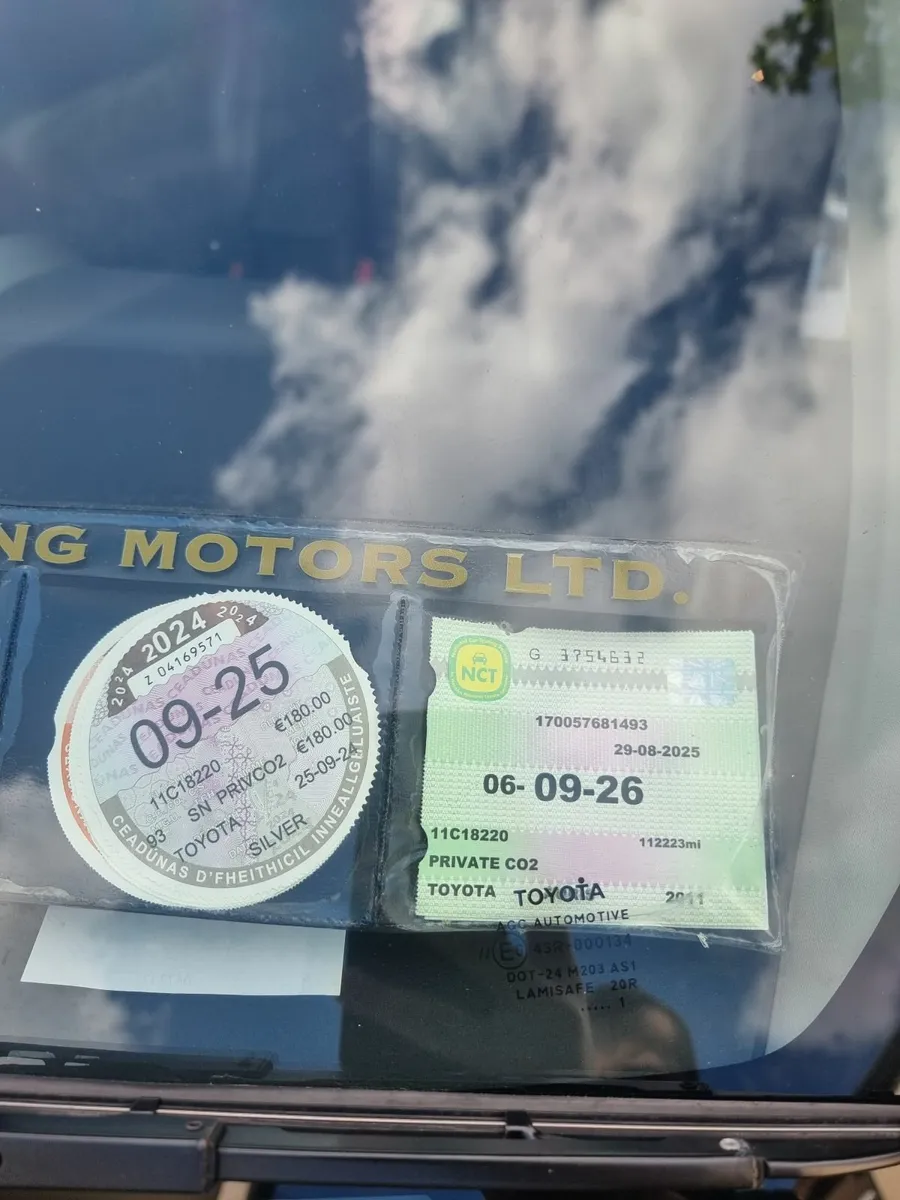 NG MOTORS LTD.
2024 2024 2024
Z 04169571
09-25
€180.00
11C18220 €180.00
93 SN PRIVCO2 25-09-24
TOYOTA SILVER
CEADÚNAS D'FHEITHICIL INNEALLGHLUAISTE
NCT
G 3754632
170057681493
29-08-2025
06-09-26
11C18220 112223mi
PRIVATE CO2
TOYOTA 2011
TOYOTA
AGC AUTOMOTIVE
43R-000134
DOT-24 M203 AS1
LAMISAFE 20R
..... 1